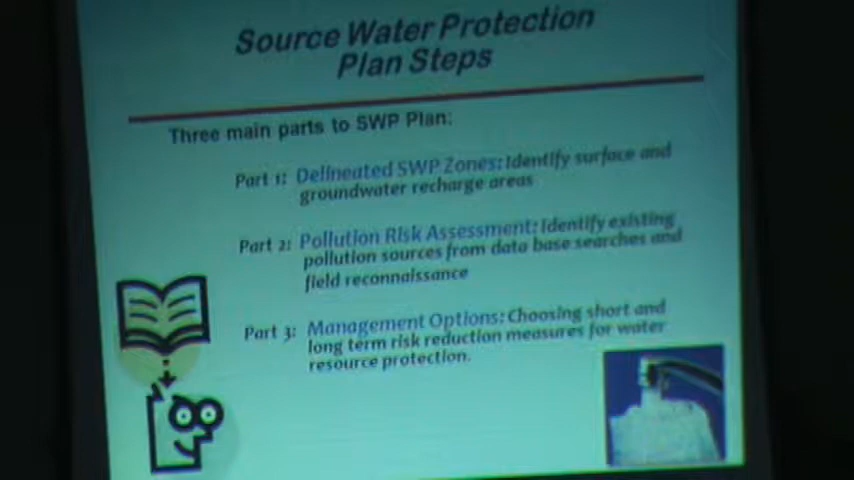 Source Water Protection
Plan Steps
Three main parts to SWP Plan:
Part 1: Delineated SWP Zones: Identify surface and
groundwater recharge areas
Part 2: Pollution Risk Assessment: Identify existing
pollution sources from data base searches and
field reconnaissance
Part 3: Management Options: Choosing short and
long term risk reduction measures for water
resource protection.